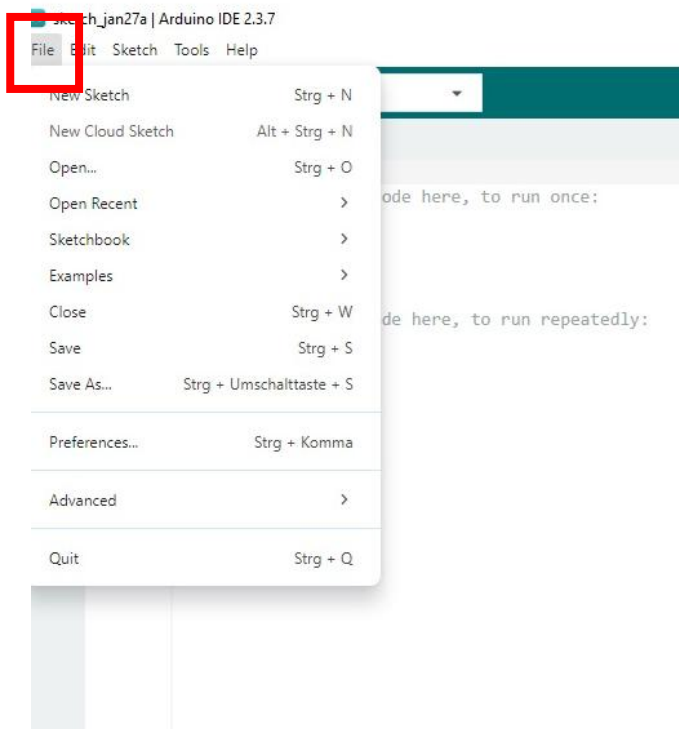 sketch_jan27a | Arduino IDE 2.3.7
File Edit Sketch Tools Help
New Sketch Strg + N
New Cloud Sketch Alt + Strg + N
Open... Strg + O
Open Recent
Sketchbook
Examples
Close Strg + W
Save Strg + S
Save As... Strg + Umschalttaste + S
Preferences... Strg + Komma
Advanced
Quit Strg + Q
ode here, to run once:
de here, to run repeatedly: